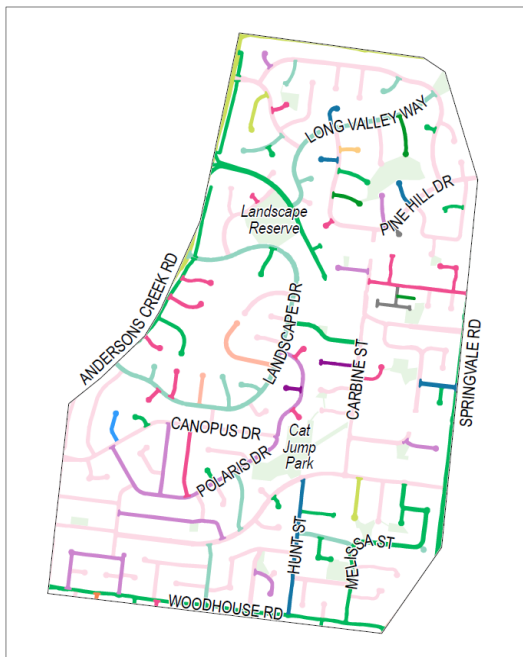 LONG VALLEY WAY
PINE HILL DR
Landscape
Reserve
ANDERSONS CREEK RD
LANDSCAPE DR
CARBINE ST
SPRINGVALE RD
CANOPUS DR
Cat
Jump
Park
POLARIS DR
HUNT ST
MELISSA ST
WOODHOUSE RD